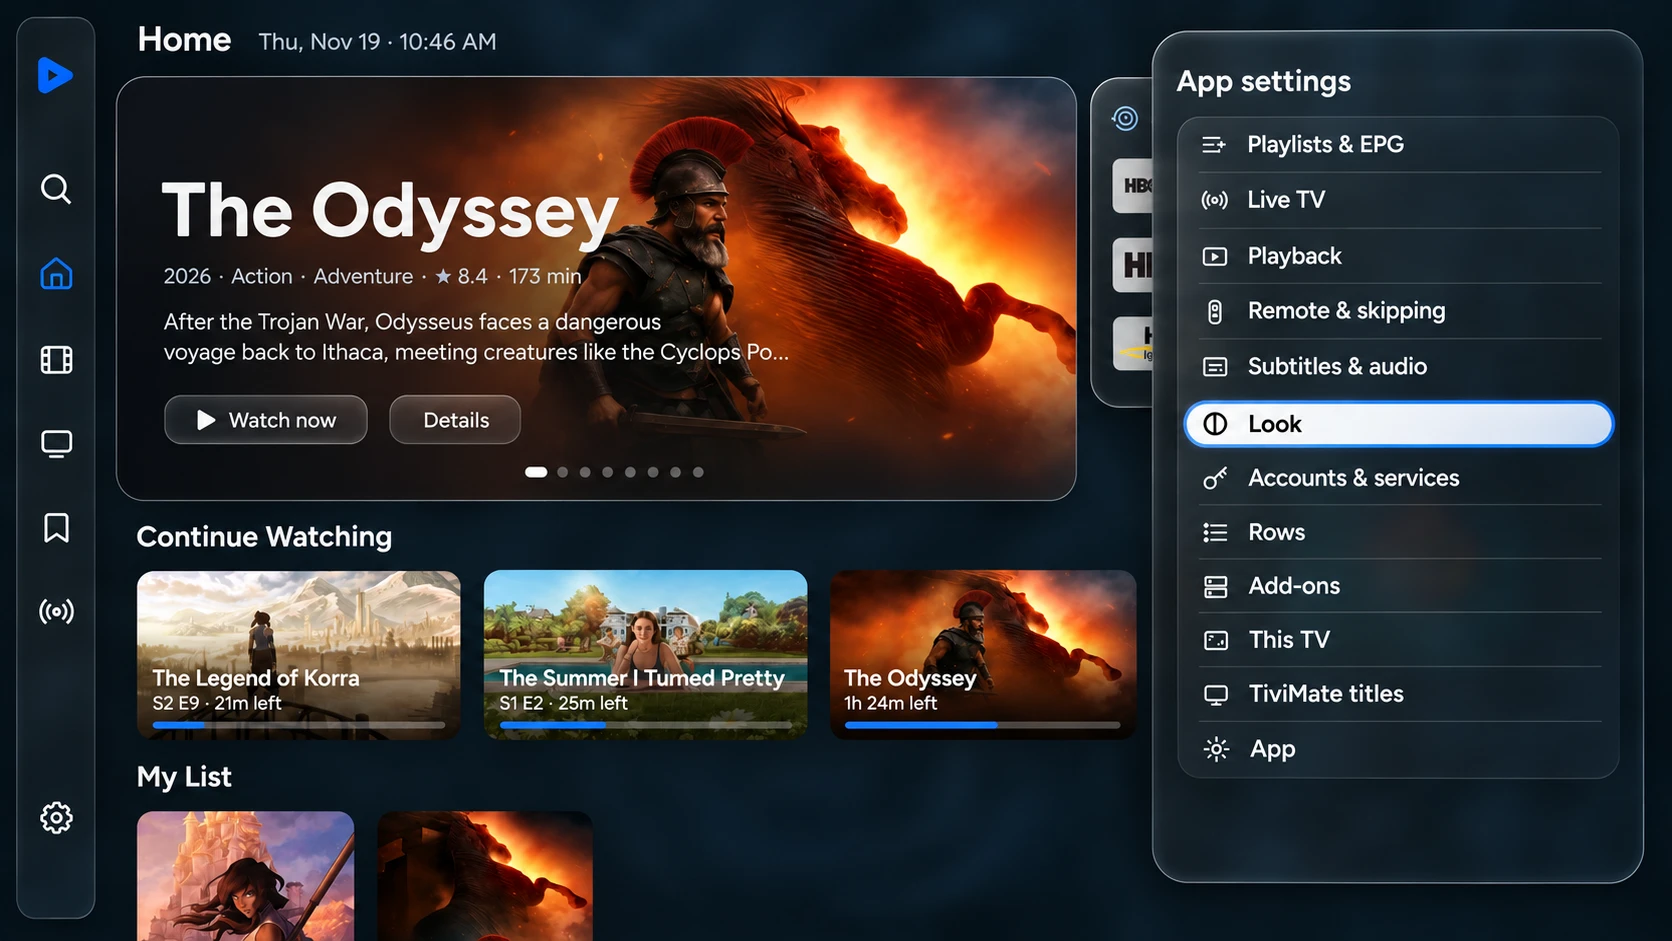 Home Thu, Nov 19 · 10:46 AM
The Odyssey
2026 · Action · Adventure · ★ 8.4 · 173 min
After the Trojan War, Odysseus faces a dangerous
voyage back to Ithaca, meeting creatures like the Cyclops Po...
Watch now Details
Continue Watching
The Legend of Korra
S2 E9 · 21m left
The Summer I Turned Pretty
S1 E2 · 25m left
The Odyssey
1h 24m left
My List
App settings
Playlists & EPG
Live TV
Playback
Remote & skipping
Subtitles & audio
Look
Accounts & services
Rows
Add-ons
This TV
TiviMate titles
App